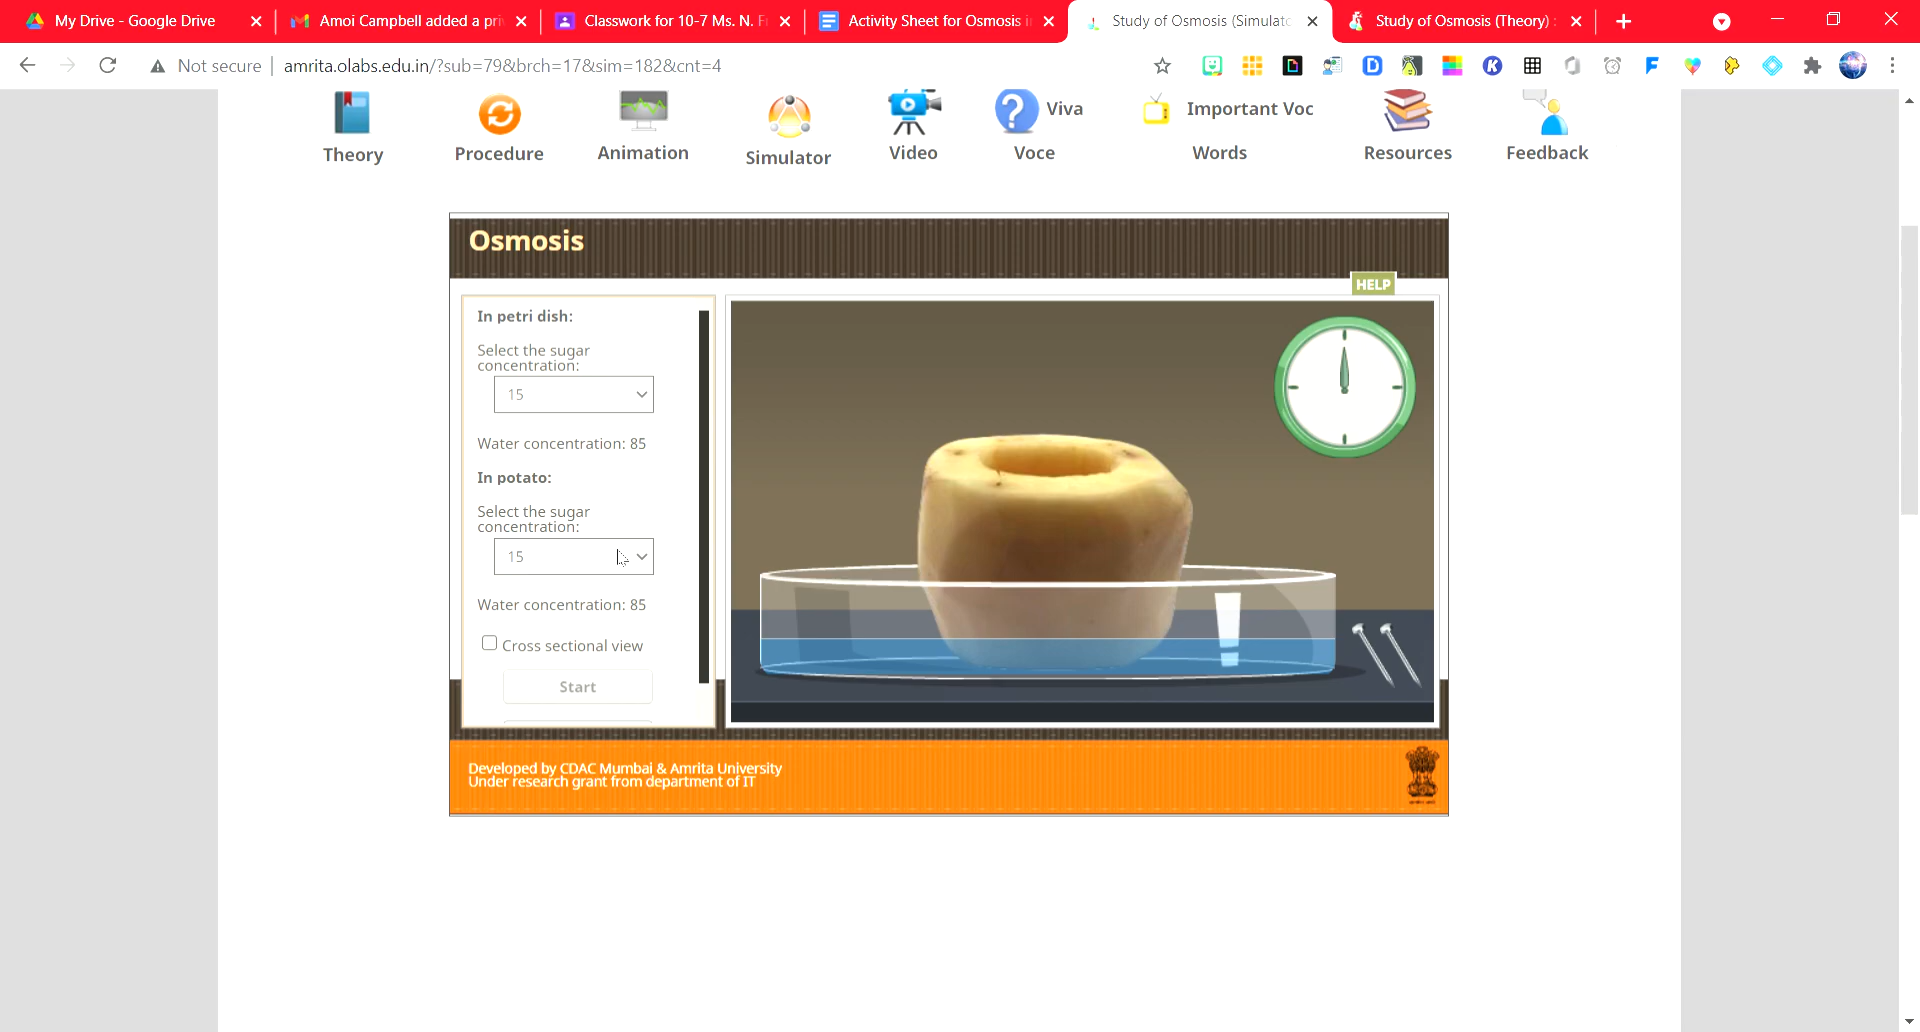 My Drive - Google Drive
Amoi Campbell added a pri
Classwork for 10-7 Ms. N. F
Activity Sheet for Osmosis i
Study of Osmosis (Simulato
Study of Osmosis (Theory) :
Not secure
amrita.olabs.edu.in/?sub=79&brch=17&sim=182&cnt=4
Theory
Procedure
Animation
Simulator
Video
Viva
Voce
Important Voc
Words
Resources
Feedback
Osmosis
HELP
In petri dish:
Select the sugar
concentration:
15
Water concentration: 85
In potato:
Select the sugar
concentration:
15
Water concentration: 85
Cross sectional view
Start
Developed by CDAC Mumbai & Amrita University
Under research grant from department of IT